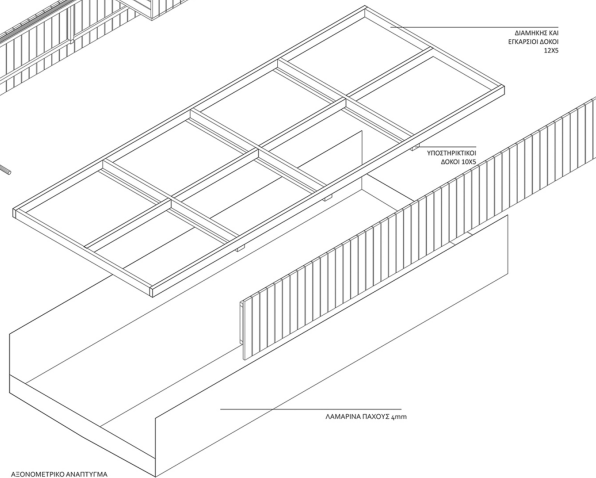 ΔΙΑΜΗΚΗΣ ΚΑΙ
ΕΓΚΑΡΣΙΟΙ ΔΟΚΟΙ
12Χ5
ΥΠΟΣΤΗΡΙΚΤΙΚΟΙ
ΔΟΚΟΙ 10Χ5
ΛΑΜΑΡΙΝΑ ΠΑΧΟΥΣ 4mm
ΑΞΟΝΟΜΕΤΡΙΚΟ ΑΝΑΠΤΥΓΜΑ